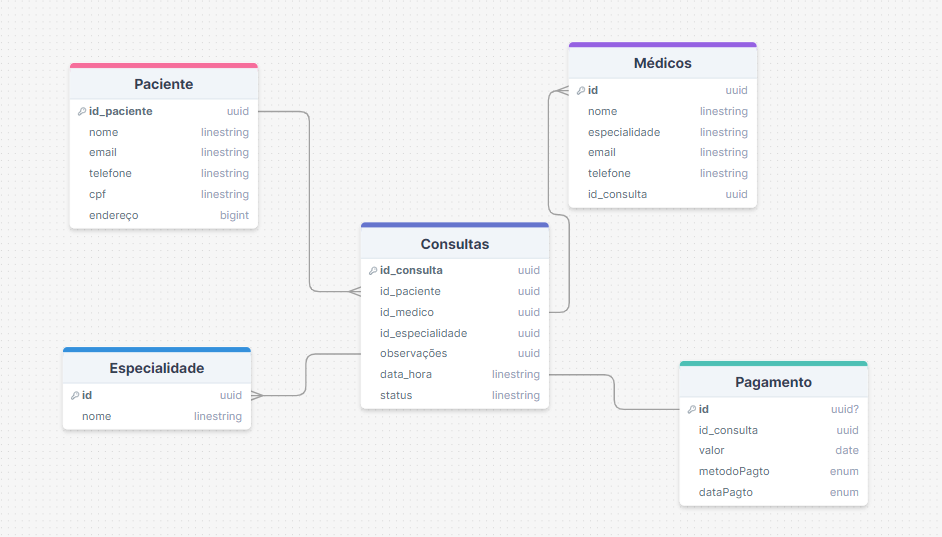 Paciente
id_paciente uuid
nome linestring
email linestring
telefone linestring
cpf linestring
endereço bigint
Médicos
id uuid
nome linestring
especialidade linestring
email linestring
telefone linestring
id_consulta uuid
Consultas
id_consulta uuid
id_paciente uuid
id_medico uuid
id_especialidade uuid
observações uuid
data_hora linestring
status linestring
Especialidade
id uuid
nome linestring
Pagamento
id uuid?
id_consulta uuid
valor date
metodoPagto enum
dataPagto enum